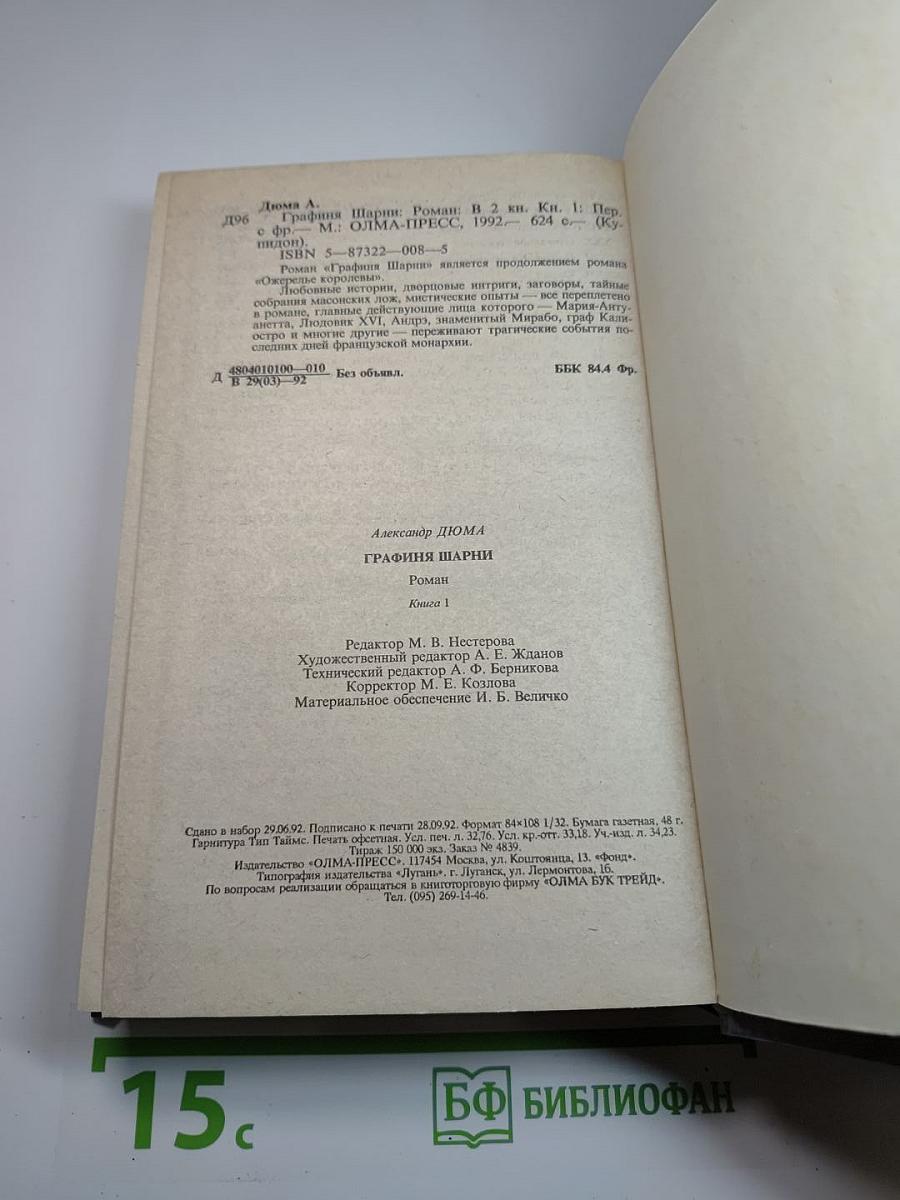 Дюма А.
Д96 Графиня Шарни: Роман: В 2 кн. Кн. 1: Пер.
с фр.— М.: ОЛМА-ПРЕСС, 1992.— 624 с.— (Ку-
пидон).
ISBN 5—87322—008—5
Роман «Графиня Шарни» является продолжением романа
«Ожерелье королевы».
Любовные истории, дворцовые интриги, заговоры, тайные
собрания масонских лож, мистические опыты — все переплетено
в романе, главные действующие лица которого — Мария-Анту-
анетта, Людовик XVI, Андрэ, знаменитый Мирабо, граф Кали-
остро и многие другие — переживают трагические события по-
следних дней французской монархии.
Д 4804010100—010 Без объявл. ББК 84.4 Фр.
В 29(03)—92
Александр ДЮМА
ГРАФИНЯ ШАРНИ
Роман
Книга 1
Редактор М. В. Нестерова
Художественный редактор А. Е. Жданов
Технический редактор А. Ф. Берникова
Корректор М. Е. Козлова
Материальное обеспечение И. Б. Величко
Сдано в набор 29.06.92. Подписано к печати 28.09.92. Формат 84×108 1/32. Бумага газетная, 48 г.
Гарнитура Тип Таймс. Печать офсетная. Усл. печ. л. 32,76. Усл. кр.-отт. 33,18. Уч.-изд. л. 34,23.
Тираж 150 000 экз. Заказ № 4839.
Издательство «ОЛМА-ПРЕСС». 117454 Москва, ул. Коштоянца, 13. «Фонд».
Типография издательства «Лугань». г. Луганск, ул. Лермонтова, 1б.
По вопросам реализации обращаться в книготорговую фирму «ОЛМА БУК ТРЕЙД».
Тел. (095) 269-14-46.
15 с БФ БИБЛИОФАН